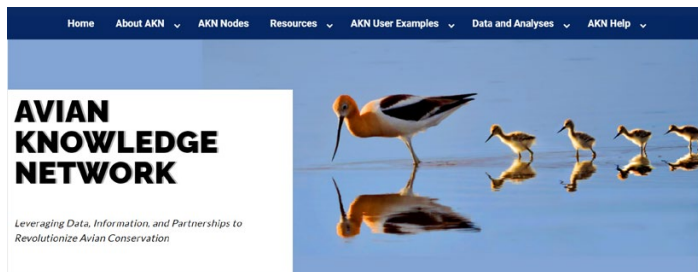 Home About AKN AKN Nodes Resources AKN User Examples Data and Analyses AKN Help
AVIAN
KNOWLEDGE
NETWORK
Leveraging Data, Information, and Partnerships to
Revolutionize Avian Conservation